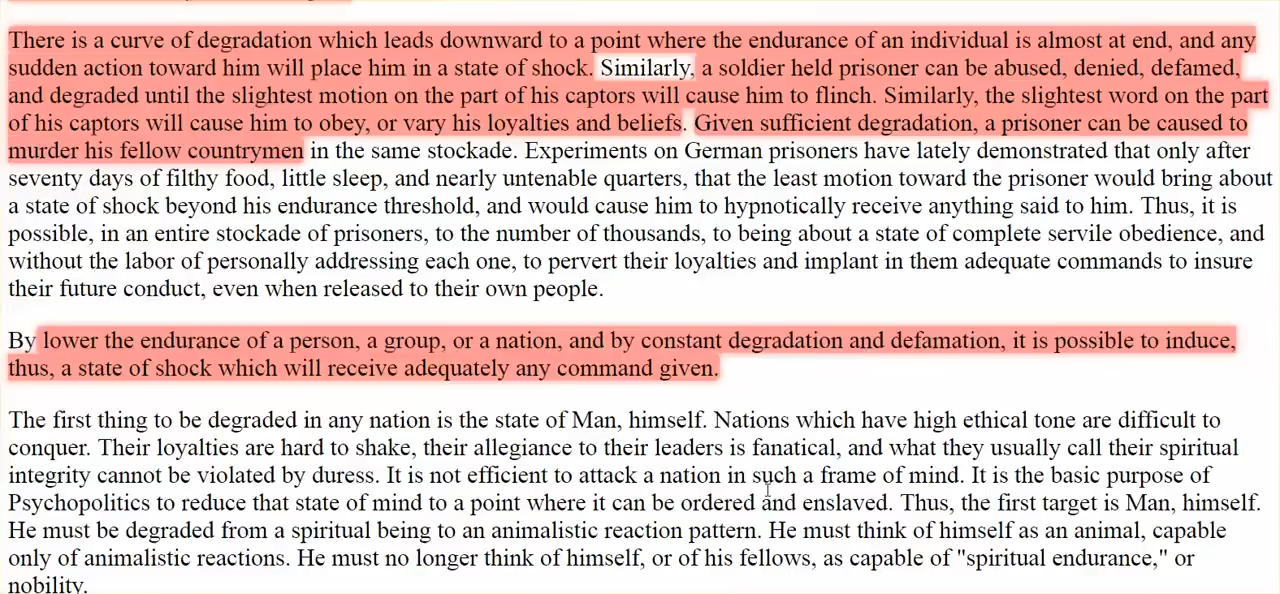 There is a curve of degradation which leads downward to a point where the endurance of an individual is almost at end, and any
sudden action toward him will place him in a state of shock. Similarly, a soldier held prisoner can be abused, denied, defamed,
and degraded until the slightest motion on the part of his captors will cause him to flinch. Similarly, the slightest word on the part
of his captors will cause him to obey, or vary his loyalties and beliefs. Given sufficient degradation, a prisoner can be caused to
murder his fellow countrymen in the same stockade. Experiments on German prisoners have lately demonstrated that only after
seventy days of filthy food, little sleep, and nearly untenable quarters, that the least motion toward the prisoner would bring about
a state of shock beyond his endurance threshold, and would cause him to hypnotically receive anything said to him. Thus, it is
possible, in an entire stockade of prisoners, to the number of thousands, to being about a state of complete servile obedience, and
without the labor of personally addressing each one, to pervert their loyalties and implant in them adequate commands to insure
their future conduct, even when released to their own people.
By lower the endurance of a person, a group, or a nation, and by constant degradation and defamation, it is possible to induce,
thus, a state of shock which will receive adequately any command given.
The first thing to be degraded in any nation is the state of Man, himself. Nations which have high ethical tone are difficult to
conquer. Their loyalties are hard to shake, their allegiance to their leaders is fanatical, and what they usually call their spiritual
integrity cannot be violated by duress. It is not efficient to attack a nation in such a frame of mind. It is the basic purpose of
Psychopolitics to reduce that state of mind to a point where it can be ordered and enslaved. Thus, the first target is Man, himself.
He must be degraded from a spiritual being to an animalistic reaction pattern. He must think of himself as an animal, capable
only of animalistic reactions. He must no longer think of himself, or of his fellows, as capable of "spiritual endurance," or
nobility.